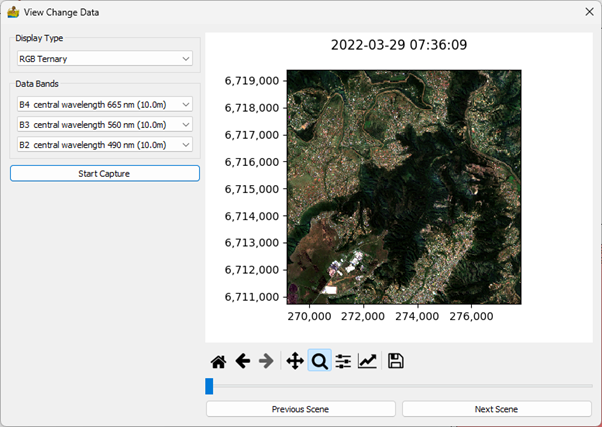 View Change Data
Display Type
RGB Ternary
Data Bands
B4 central wavelength 665 nm (10.0m)
B3 central wavelength 560 nm (10.0m)
B2 central wavelength 490 nm (10.0m)
Start Capture
2022-03-29 07:36:09
6,719,000
6,718,000
6,717,000
6,716,000
6,715,000
6,714,000
6,713,000
6,712,000
6,711,000
270,000 272,000 274,000 276,000
Previous Scene Next Scene